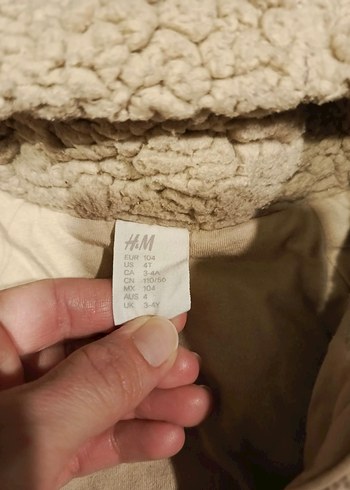 H&M
EUR 104
US 4T
CA 3-4A
CN 110/56
MX 104
AUS 4
UK 3-4Y